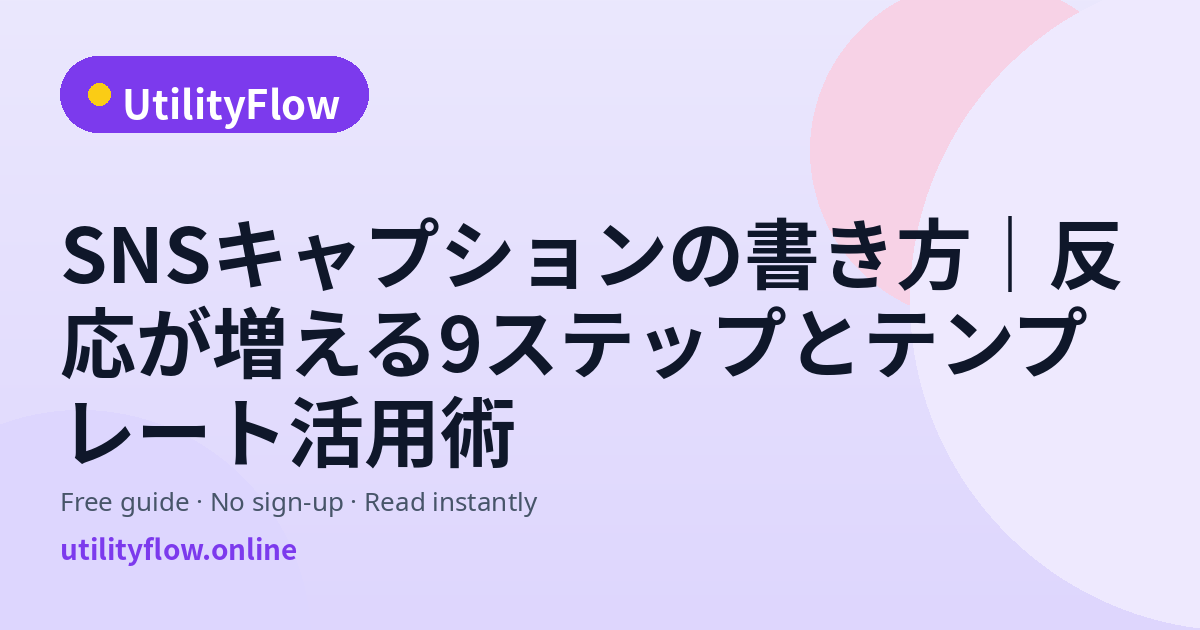 UtilityFlow
SNSキャプションの書き方｜反
応が増える9ステップとテンプ
レート活用術
Free guide · No sign-up · Read instantly
utilityflow.online